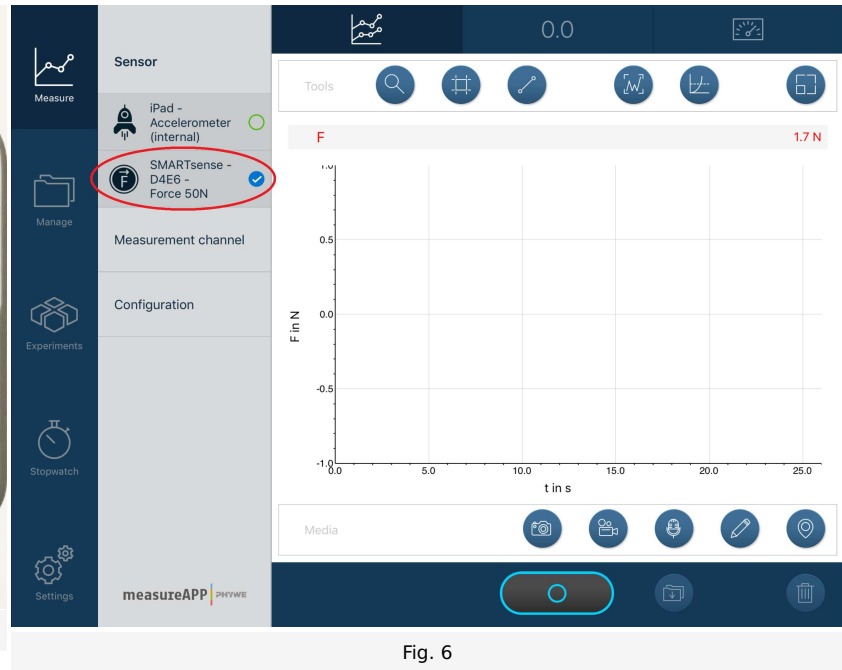 0.0
Measure
Sensor
iPad -
Accelerometer
(internal)
SMARTsense -
D4E6 -
Force 50N
Measurement channel
Configuration
Manage
Experiments
Stopwatch
Settings
measureAPP PHYWE
Tools
F
1.7 N
1.0
0.5
0.0
-0.5
-1.0
F in N
0.0 5.0 10.0 15.0 20.0 25.0
t in s
Media
Fig. 6